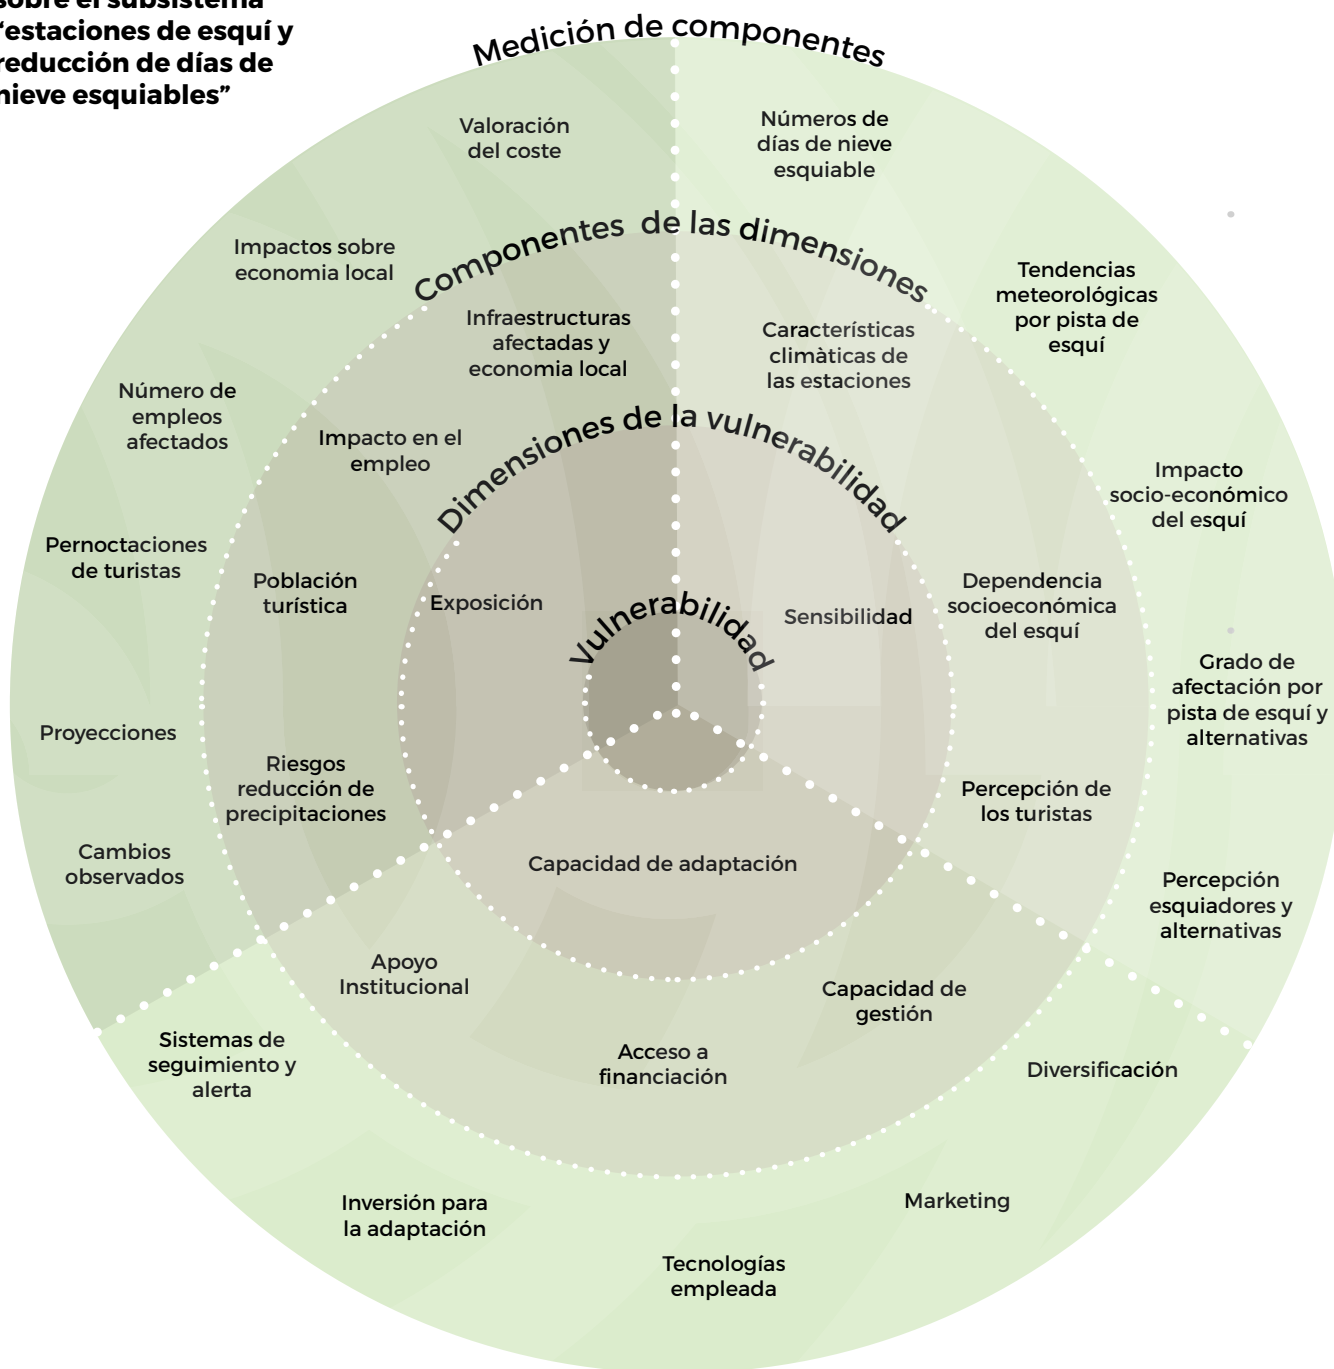 sobre el subsistema
“estaciones de esquí y
reducción de días de
nieve esquiables”
Medición de componentes
Valoración
del coste
Números de
días de nieve
esquiable
Impactos sobre
economia local
Componentes de las dimensiones
Tendencias
meteorológicas
por pista de
esquí
Infraestructuras
afectadas y
economia local
Características
climàticas de
las estaciones
Número de
empleos
afectados
Impacto en el
empleo
Dimensiones de la vulnerabilidad
Impacto
socio-económico
del esquí
Pernoctaciones
de turistas
Población
turística
Exposición
Vulnerabilidad
Sensibilidad
Dependencia
socioeconómica
del esquí
Grado de
afectación por
pista de esquí y
alternativas
Proyecciones
Riesgos
reducción de
precipitaciones
Percepción de
los turistas
Cambios
observados
Capacidad de adaptación
Percepción
esquiadores y
alternativas
Apoyo
Institucional
Capacidad de
gestión
Sistemas de
seguimiento y
alerta
Acceso a
financiación
Diversificación
Inversión para
la adaptación
Marketing
Tecnologías
empleada